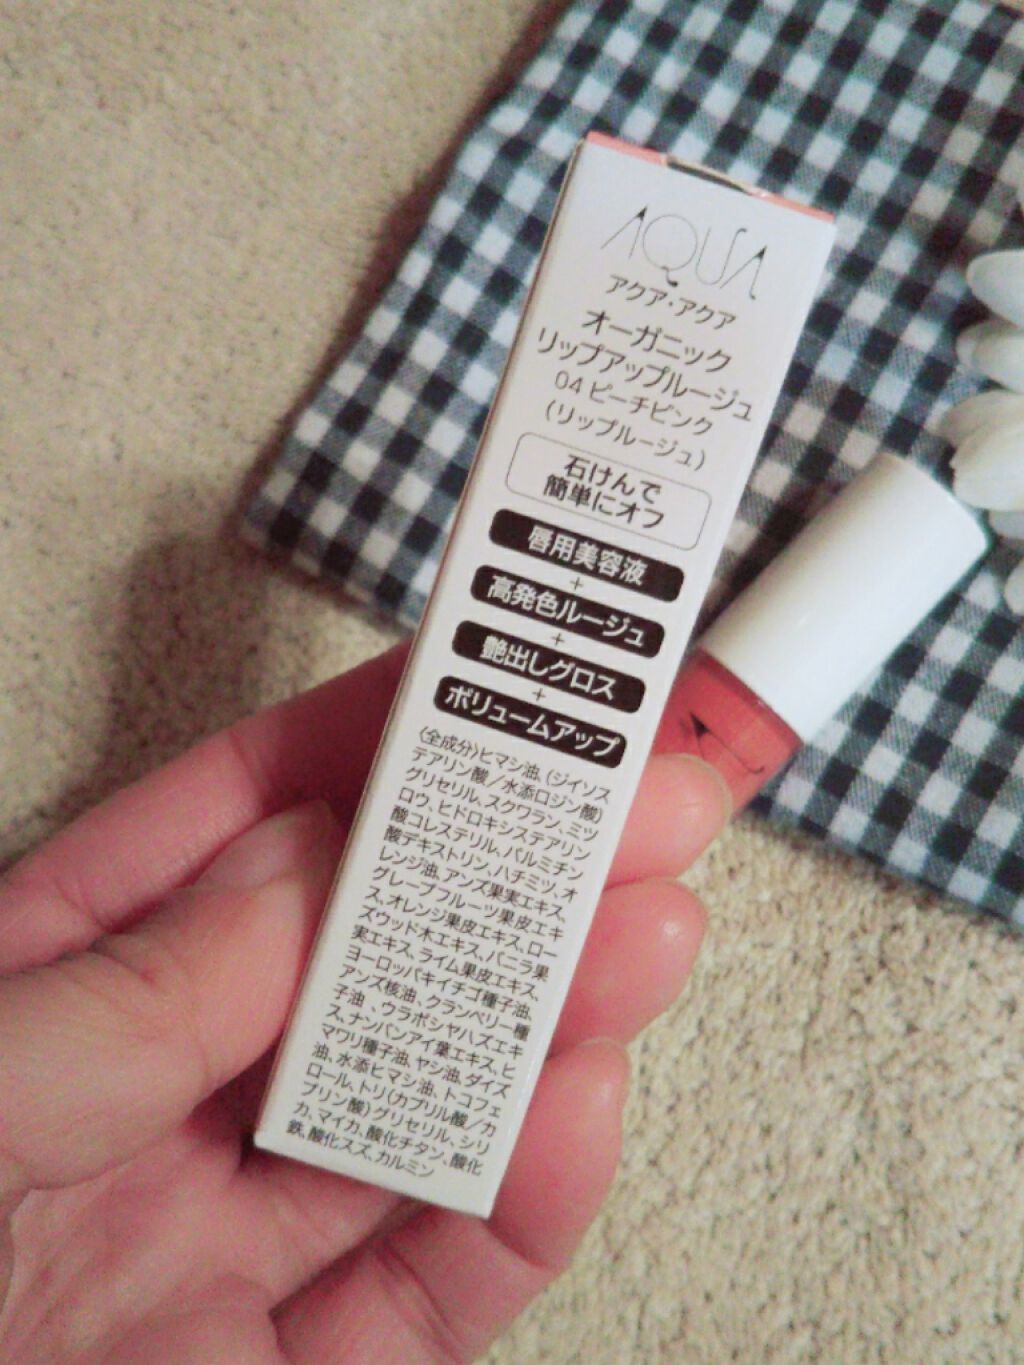 AQUA
アクア・アクア
オーガニック
リップアップルージュ
04 ピーチピンク
(リップルージュ)
石けんで
簡単にオフ
唇用美容液
+
高発色ルージュ
+
艶出しグロス
+
ボリュームアップ
〈全成分〉ヒマシ油、(ジイソス
テアリン酸/水添ロジン酸)
グリセリル、スクワラン、ミツ
ロウ、ヒドロキシステアリン
酸コレステリル、パルミチン
酸デキストリン、ハチミツ、オ
レンジ油、アンズ果実エキス、
グレープフルーツ果皮エキ
ス、オレンジ果皮エキス、ロー
ズウッド木エキス、バニラ果
実エキス、ライム果皮エキス、
ヨーロッパキイチゴ種子油、
アンズ核油、クランベリー種
子油、ウラボシヤハズエキ
ス、ナンバンアイ葉エキス、ヒ
マワリ種子油、ヤシ油、ダイズ
油、水添ヒマシ油、トコフェ
ロール、トリ(カプリル酸/カ
プリン酸)グリセリル、シリ
カ、マイカ、酸化チタン、酸化
鉄、酸化スズ、カルミン